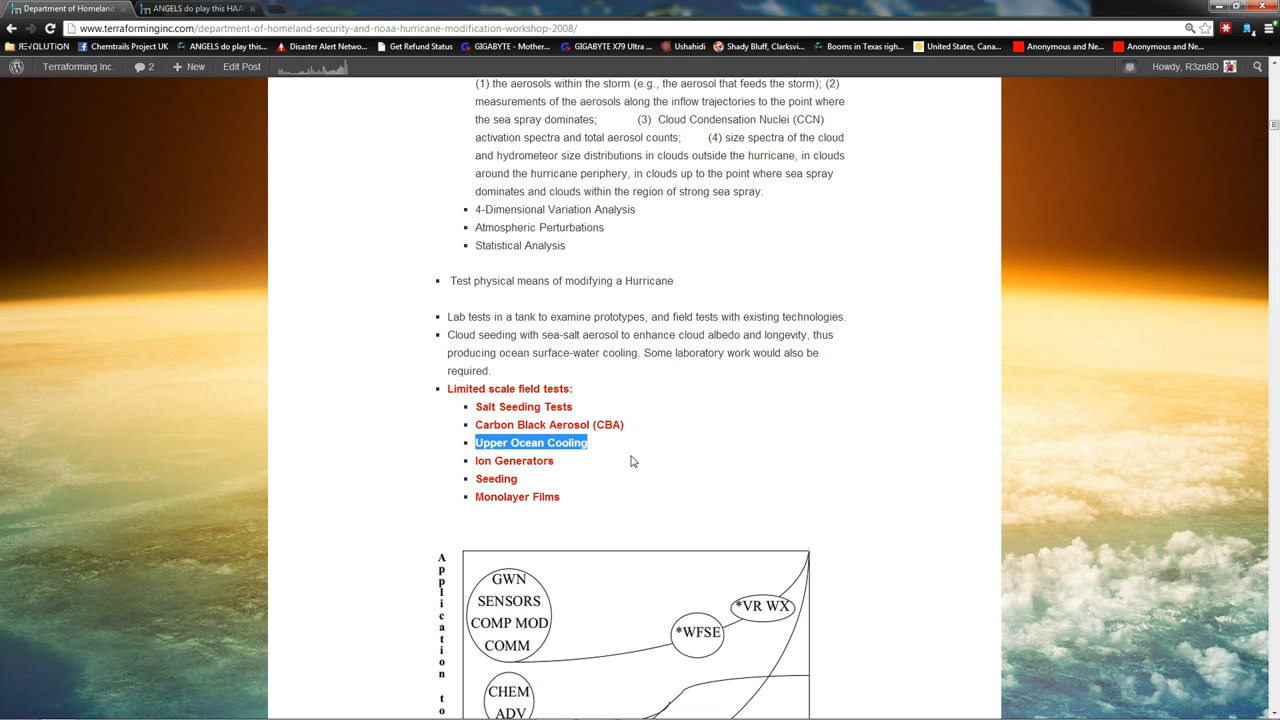 Department of Homeland
ANGELS do play this HAA
www.terraforminginc.com/department-of-homeland-security-and-noaa-hurricane-modification-workshop-2008/
ЯΞVΩLUTIΩИ
Chemtrails Project UK
ANGELS do play this...
Disaster Alert Netwo...
Get Refund Status
GIGABYTE - Mother...
GIGABYTE X79 Ultra ...
Ushahidi
Shady Bluff, Clarksvi...
Booms in Texas righ...
United States, Cana...
Anonymous and Ne...
Anonymous and Ne...
Terraforming Inc.
2
New
Edit Post
Howdy, R3zn8D
(1) the aerosols within the storm (e.g., the aerosol that feeds the storm); (2)
measurements of the aerosols along the inflow trajectories to the point where
the sea spray dominates; (3) Cloud Condensation Nuclei (CCN)
activation spectra and total aerosol counts; (4) size spectra of the cloud
and hydrometeor size distributions in clouds outside the hurricane, in clouds
around the hurricane periphery, in clouds up to the point where sea spray
dominates and clouds within the region of strong sea spray.
4-Dimensional Variation Analysis
Atmospheric Perturbations
Statistical Analysis
Test physical means of modifying a Hurricane
Lab tests in a tank to examine prototypes, and field tests with existing technologies.
Cloud seeding with sea-salt aerosol to enhance cloud albedo and longevity, thus
producing ocean surface-water cooling. Some laboratory work would also be
required.
Limited scale field tests:
Salt Seeding Tests
Carbon Black Aerosol (CBA)
Upper Ocean Cooling
Ion Generators
Seeding
Monolayer Films
Application to
GWN
SENSORS
COMP MOD
COMM
*WFSE
*VR WX
CHEM
ADV